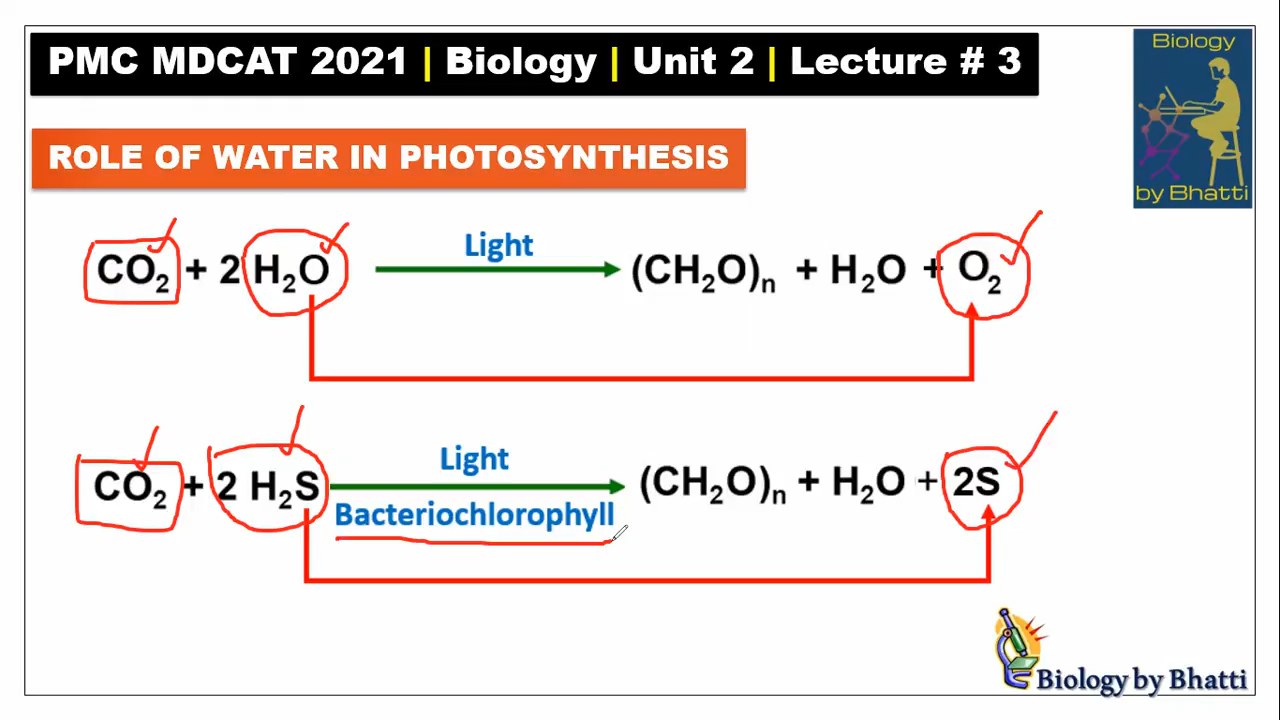 PMC MDCAT 2021 | Biology | Unit 2 | Lecture # 3
Biology
by Bhatti
ROLE OF WATER IN PHOTOSYNTHESIS
Light
CO₂ + 2 H₂O (CH₂O)ₙ + H₂O + O₂
Light
CO₂ + 2 H₂S (CH₂O)ₙ + H₂O + 2S
Bacteriochlorophyll
Biology by Bhatti